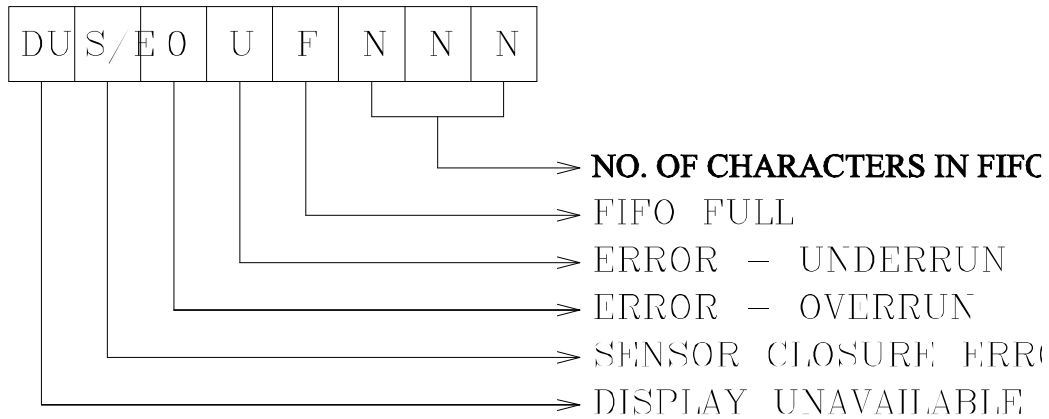 DU S/E O U F N N N
NO. OF CHARACTERS IN FIFO
FIFO FULL
ERROR - UNDERRUN
ERROR - OVERRUN
SENSOR CLOSURE ERRO
DISPLAY UNAVAILABLE